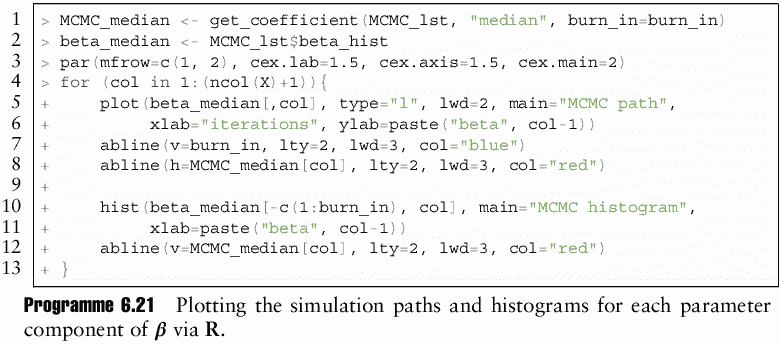 1 > MCMC_median <- get_coefficient(MCMC_lst, "median", burn_in=burn_in)
2 > beta_median <- MCMC_lst$beta_hist
3 > par(mfrow=c(1, 2), cex.lab=1.5, cex.axis=1.5, cex.main=2)
4 > for (col in 1:(ncol(X)+1)){
5 +     plot(beta_median[,col], type="l", lwd=2, main="MCMC path",
6 +          xlab="iterations", ylab=paste("beta", col-1))
7 +     abline(v=burn_in, lty=2, lwd=3, col="blue")
8 +     abline(h=MCMC_median[col], lty=2, lwd=3, col="red")
9 +
10 +     hist(beta_median[-c(1:burn_in), col], main="MCMC histogram",
11 +          xlab=paste("beta", col-1))
12 +     abline(v=MCMC_median[col], lty=2, lwd=3, col="red")
13 + }
Programme 6.21 Plotting the simulation paths and histograms for each parameter
component of β via R.